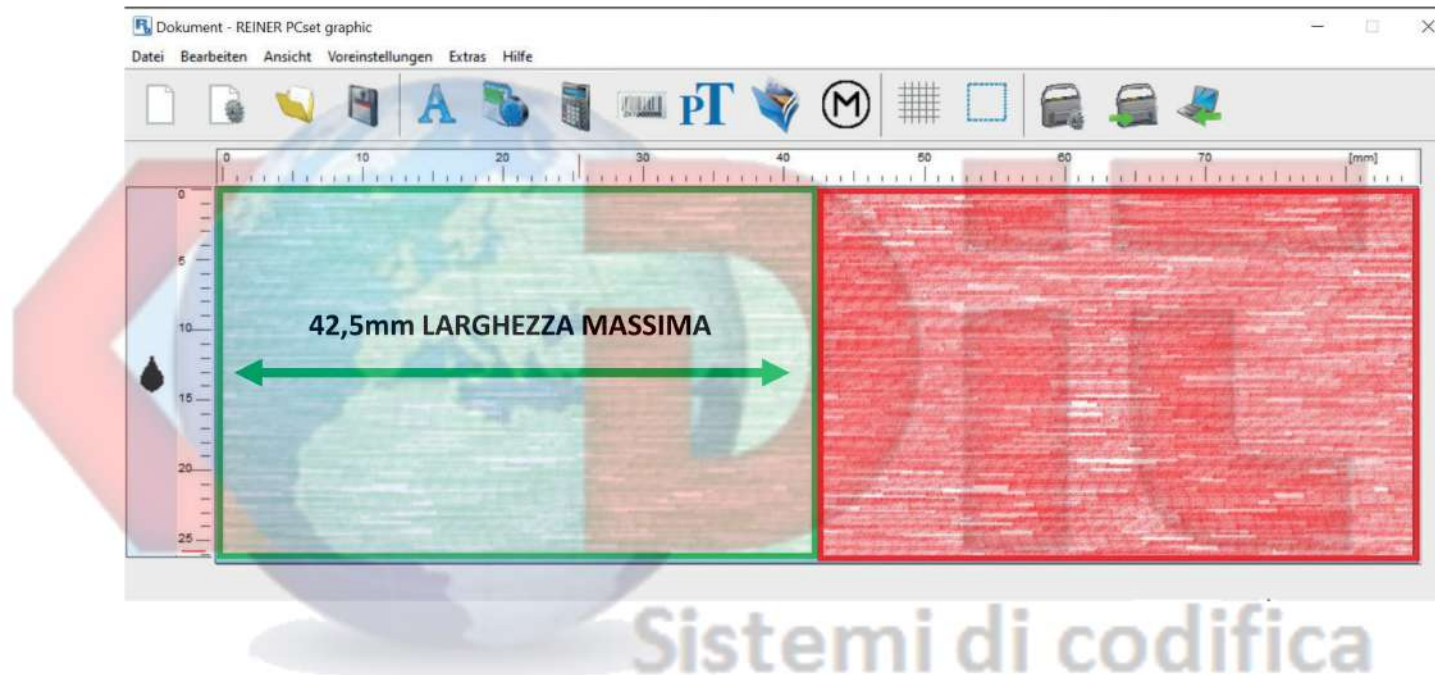 Dokument - REINER PCset graphic
Datei Bearbeiten Ansicht Voreinstellungen Extras Hilfe
A PT M
0 10 20 30 40 50 60 70 [mm]
0
5
10
15
20
25
42,5mm LARGHEZZA MASSIMA
Sistemi di codifica